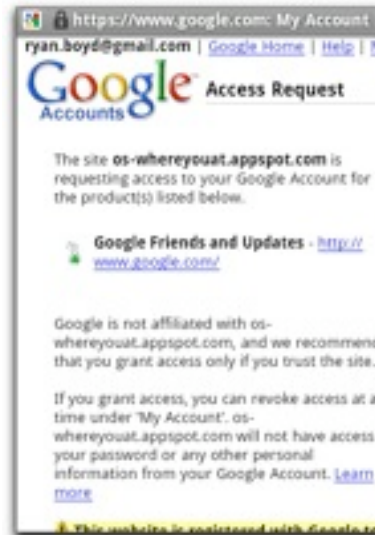 https://www.google.com: My Account
ryan.boyd@gmail.com | Google Home | Help |
Google Accounts
Access Request
The site os-whereyouat.appspot.com is
requesting access to your Google Account for
the product(s) listed below.
Google Friends and Updates - http://
www.google.com/
Google is not affiliated with os-
whereyouat.appspot.com, and we recommend
that you grant access only if you trust the site.
If you grant access, you can revoke access at a
time under 'My Account'. os-
whereyouat.appspot.com will not have access
your password or any other personal
information from your Google Account. Learn
more
This website is registered with Google to